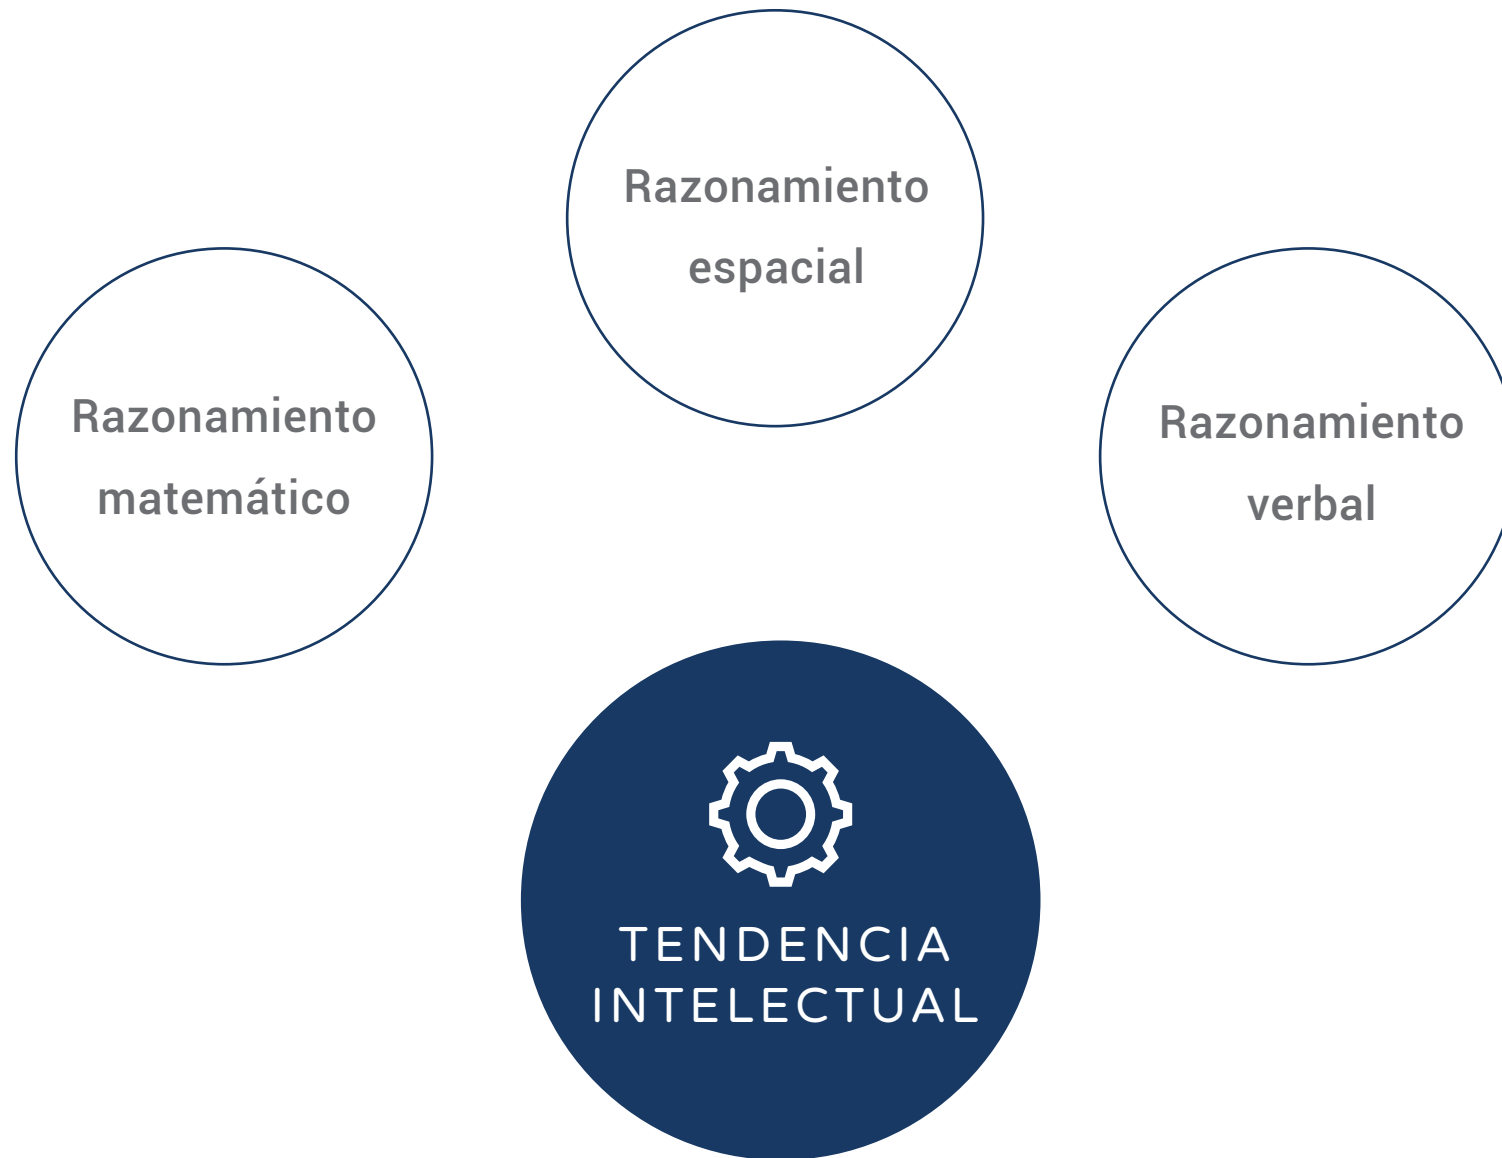 Razonamiento
espacial
Razonamiento
matemático
Razonamiento
verbal
TENDENCIA
INTELECTUAL